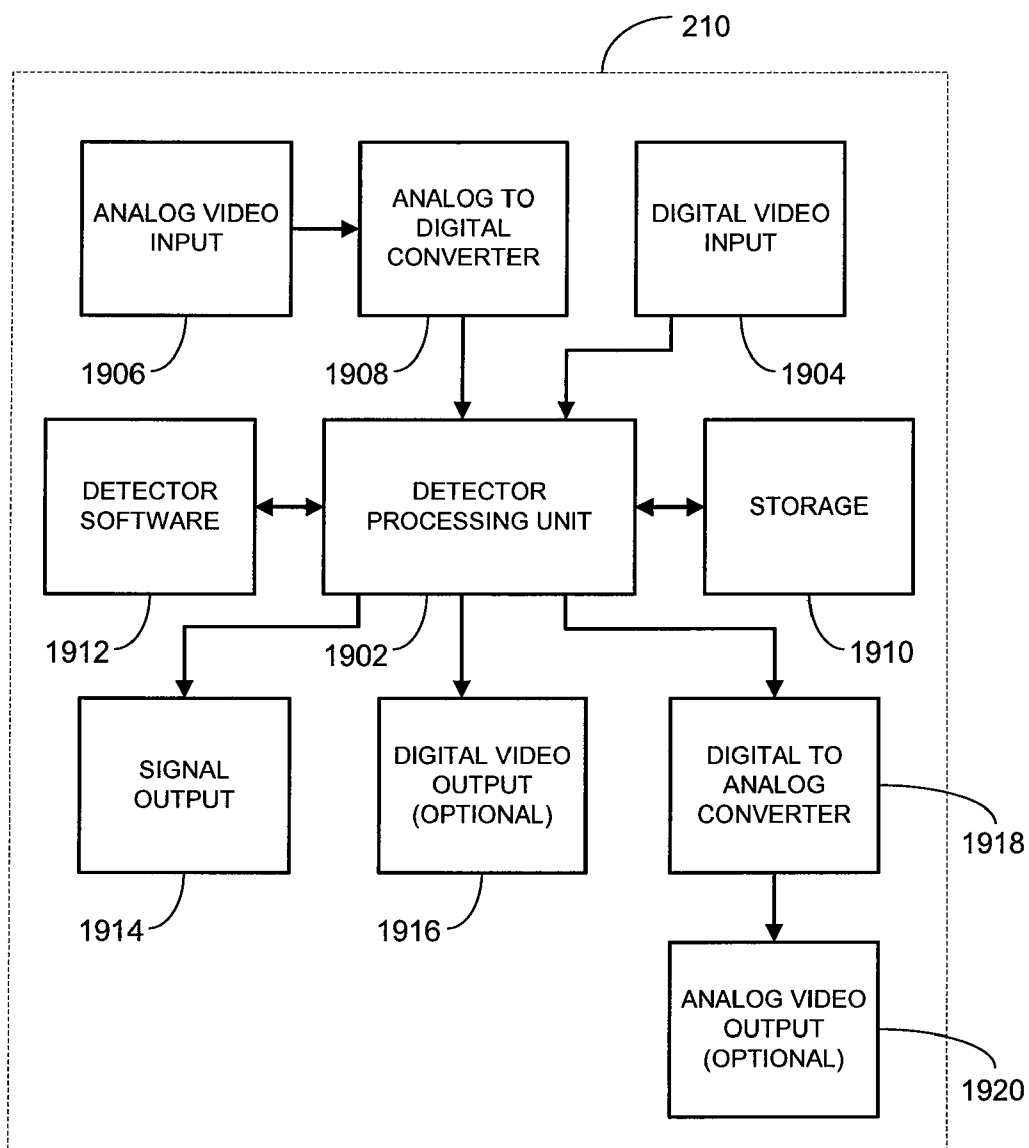 210
ANALOG VIDEO
INPUT
ANALOG TO
DIGITAL
CONVERTER
DIGITAL VIDEO
INPUT
1906
1908
1904
DETECTOR
SOFTWARE
DETECTOR
PROCESSING UNIT
STORAGE
1912
1902
1910
SIGNAL
OUTPUT
DIGITAL VIDEO
OUTPUT
(OPTIONAL)
DIGITAL TO
ANALOG
CONVERTER
1918
1914
1916
ANALOG VIDEO
OUTPUT
(OPTIONAL)
1920